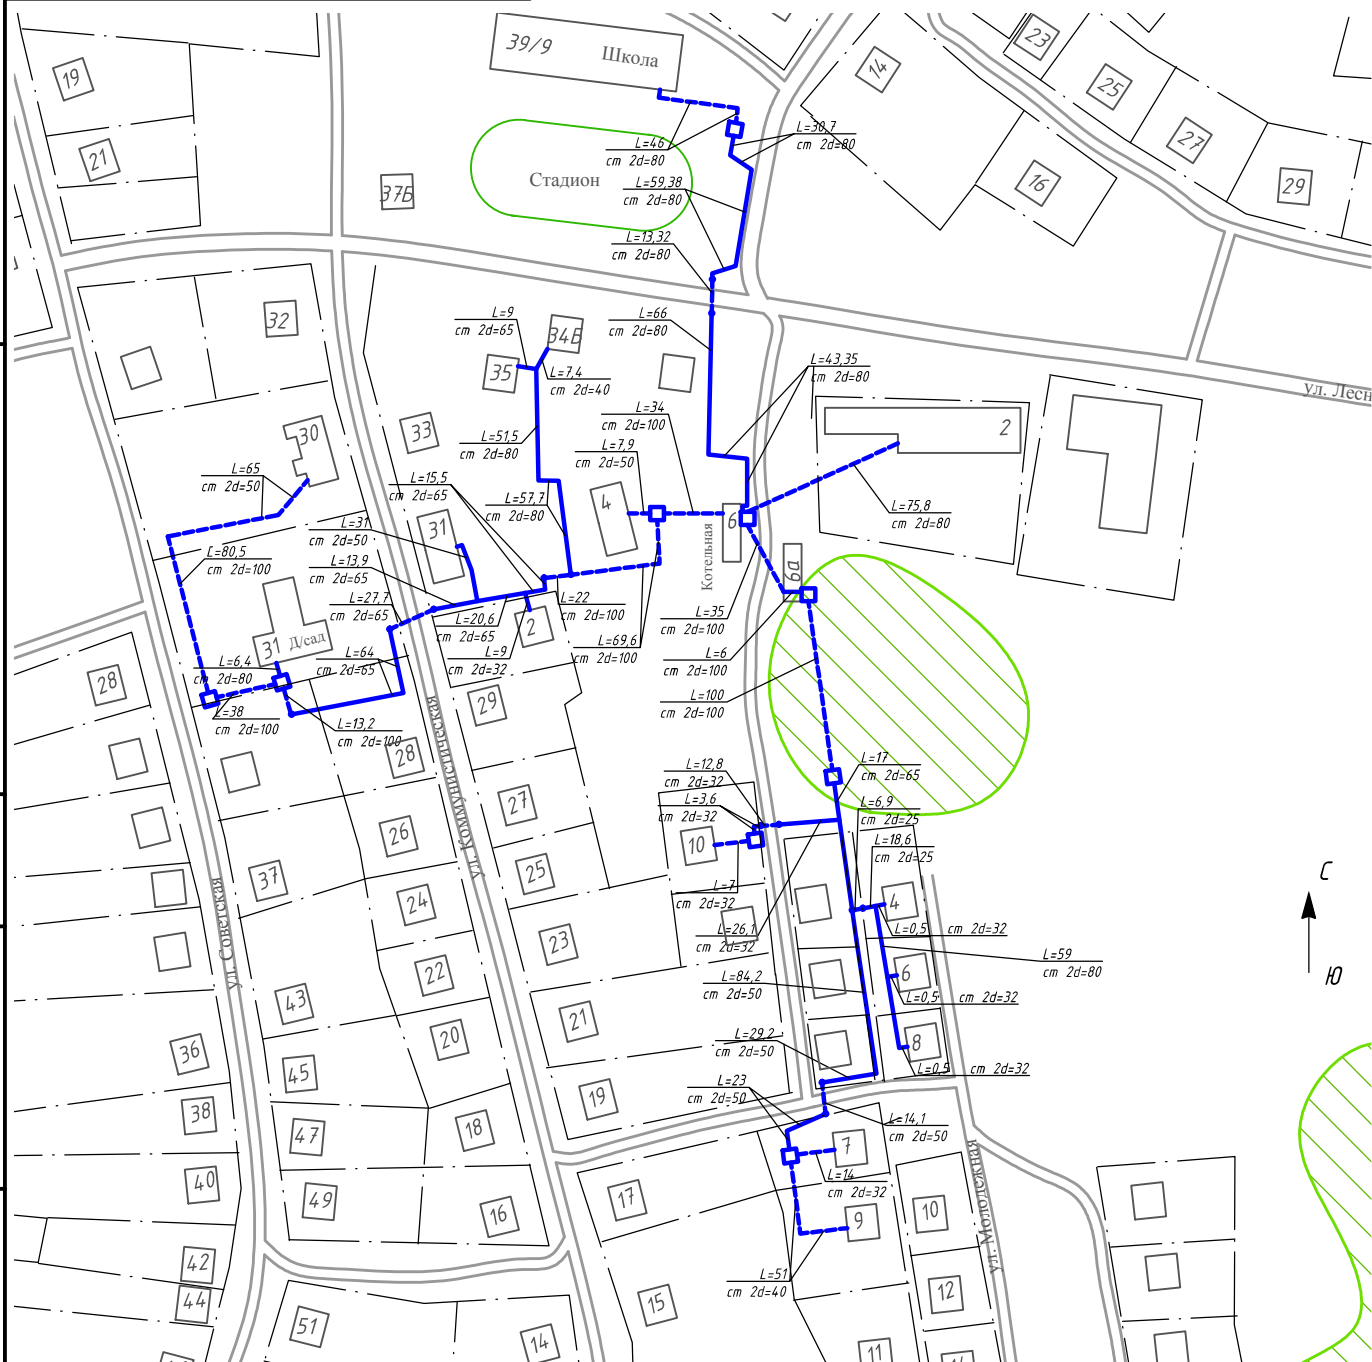 39/9
Школа
23
14
19
25
27
21
16
29
37Б
Стадион
L=46
ст 2d=80
L=30,7
ст 2d=80
L=59,38
ст 2d=80
L=13,32
ст 2d=80
32
L=9
ст 2d=65
34Б
L=66
ст 2d=80
35
L=7,4
ст 2d=40
L=43,35
ст 2d=80
ул. Лесн
30
33
L=34
ст 2d=100
2
L=51,5
ст 2d=80
L=7,9
ст 2d=50
L=65
ст 2d=50
L=15,5
ст 2d=65
L=57,7
ст 2d=80
4
6
L=75,8
ст 2d=80
L=31
ст 2d=50
31
Котельная
6а
L=80,5
ст 2d=100
L=13,9
ст 2d=65
L=27,7
ст 2d=65
L=20,6
ст 2d=65
2
L=22
ст 2d=100
L=35
ст 2d=100
31
Д/сад
L=6,4
ст 2d=80
L=64
ст 2d=65
L=9
ст 2d=32
L=69,6
ст 2d=100
L=6
ст 2d=100
28
29
L=100
ст 2d=100
L=38
ст 2d=100
L=13,2
ст 2d=100
28
ул. Коммунистическая
L=12,8
ст 2d=32
L=17
ст 2d=65
27
L=3,6
ст 2d=32
L=6,9
ст 2d=25
26
10
L=18,6
ст 2d=25
37
25
L=7
ст 2d=32
24
4
ул. Советская
23
L=26,1
ст 2d=32
L=0,5 ст 2d=32
L=59
ст 2d=80
22
L=84,2
ст 2d=50
6
L=0,5 ст 2d=32
С
Ю
43
21
20
L=29,2
ст 2d=50
8
L=0,5 ст 2d=32
36
45
19
L=23
ст 2d=50
38
47
18
L=14,1
ст 2d=50
7
40
49
17
L=14
ст 2d=32
16
9
10
ул. Молодежная
42
L=51
ст 2d=40
12
44
51
15
14
11